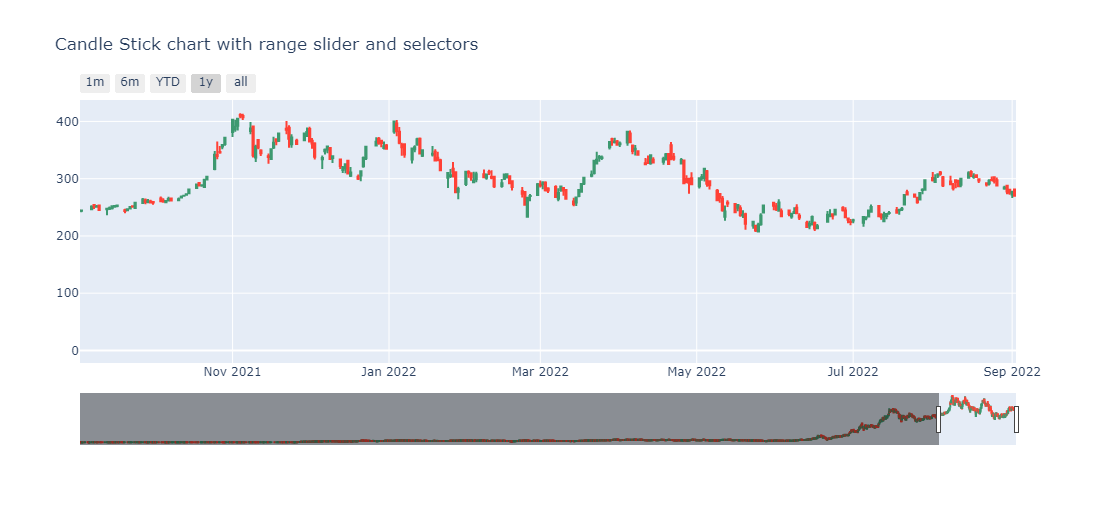 Candle Stick chart with range slider and selectors
1m 6m YTD 1y all
400
300
200
100
0
Nov 2021 Jan 2022 Mar 2022 May 2022 Jul 2022 Sep 2022